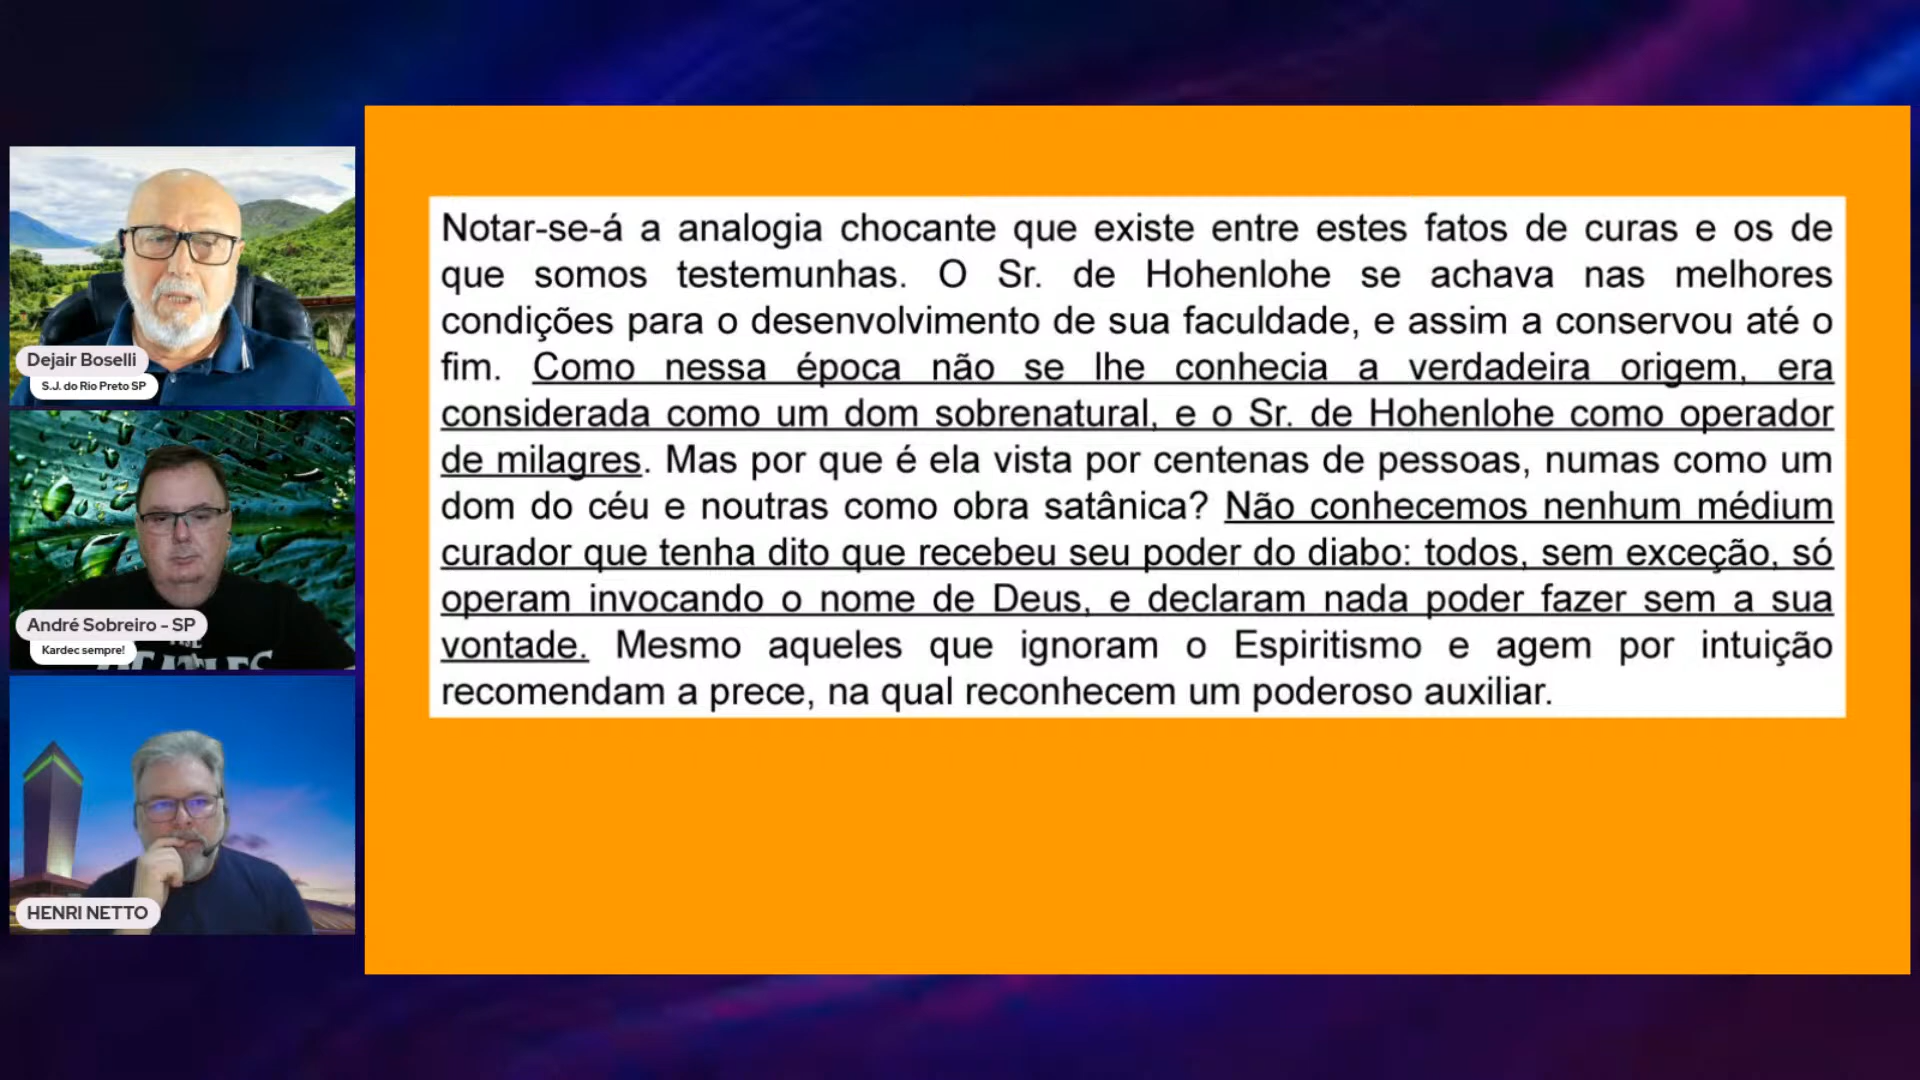 Dejair Boselli
S.J. do Rio Preto SP
André Sobreiro - SP
Kardec sempre!
HENRI NETTO
Notar-se-á a analogia chocante que existe entre estes fatos de curas e os de
que somos testemunhas. O Sr. de Hohenlohe se achava nas melhores
condições para o desenvolvimento de sua faculdade, e assim a conservou até o
fim. Como nessa época não se lhe conhecia a verdadeira origem, era
considerada como um dom sobrenatural, e o Sr. de Hohenlohe como operador
de milagres. Mas por que é ela vista por centenas de pessoas, numas como um
dom do céu e noutras como obra satânica? Não conhecemos nenhum médium
curador que tenha dito que recebeu seu poder do diabo: todos, sem exceção, só
operam invocando o nome de Deus, e declaram nada poder fazer sem a sua
vontade. Mesmo aqueles que ignoram o Espiritismo e agem por intuição
recomendam a prece, na qual reconhecem um poderoso auxiliar.